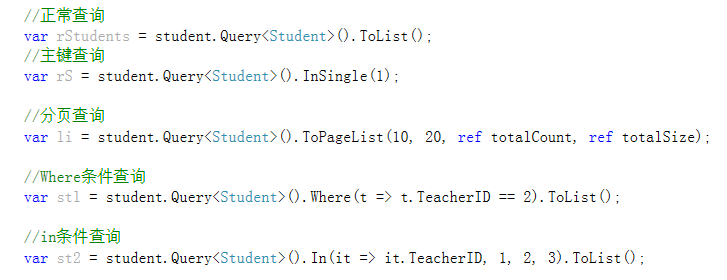 //正常查询
var rStudents = student.Query<Student>().ToList();
//主键查询
var rS = student.Query<Student>().InSingle(1);
//分页查询
var li = student.Query<Student>().ToPageList(10, 20, ref totalCount, ref totalSize);
//Where条件查询
var st1 = student.Query<Student>().Where(t => t.TeacherID == 2).ToList();
//in条件查询
var st2 = student.Query<Student>().In(it => it.TeacherID, 1, 2, 3).ToList();